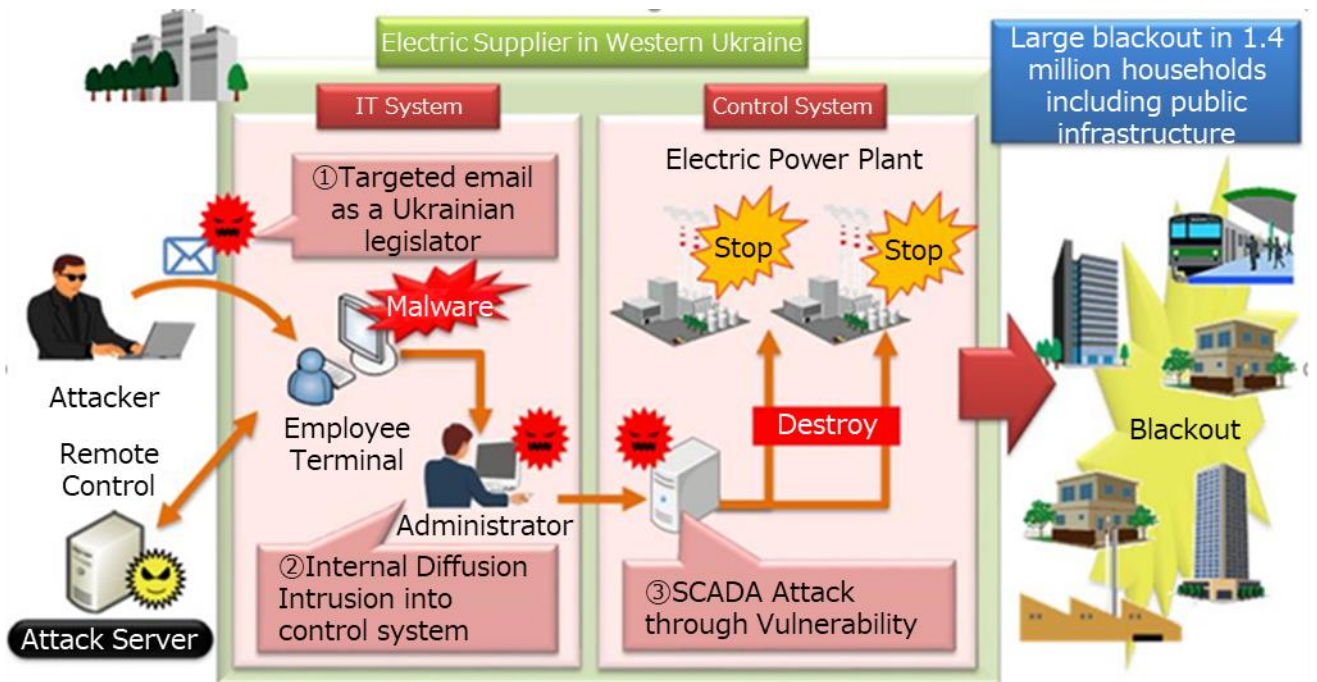 Electric Supplier in Western Ukraine
Large blackout in 1.4
million households
including public
infrastructure
IT System
Control System
①Targeted email
as a Ukrainian
legislator
Electric Power Plant
Stop
Stop
Malware
Attacker
Employee
Terminal
Destroy
Blackout
Remote
Control
Administrator
②Internal Diffusion
Intrusion into
control system
③SCADA Attack
through Vulnerability
Attack Server